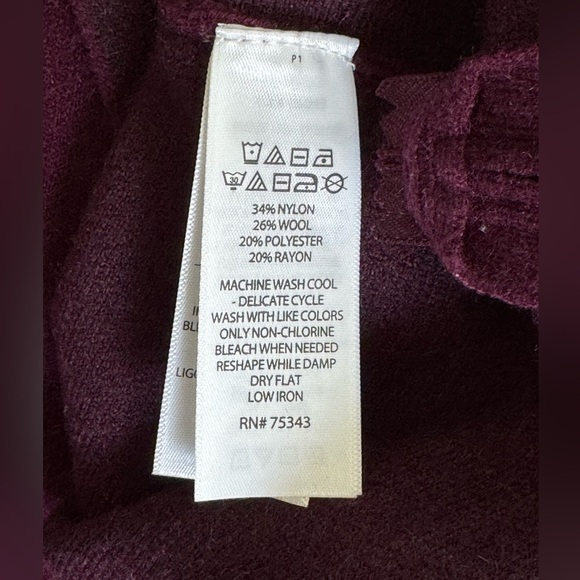 P1
30
34% NYLON
26% WOOL
20% POLYESTER
20% RAYON
MACHINE WASH COOL
- DELICATE CYCLE
WASH WITH LIKE COLORS
ONLY NON-CHLORINE
BLEACH WHEN NEEDED
RESHAPE WHILE DAMP
DRY FLAT
LOW IRON
RN# 75343